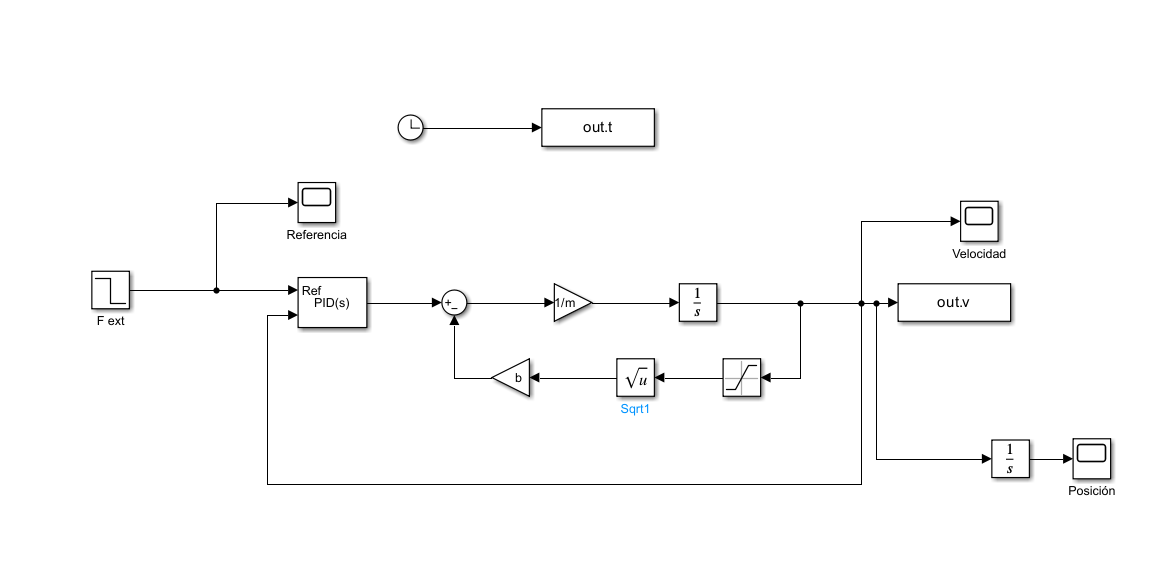 out.t
Referencia
Velocidad
Ref
PID(s)
F ext
+
−
1/m
1
s
out.v
b
√u
Sqrt1
1
s
Posición